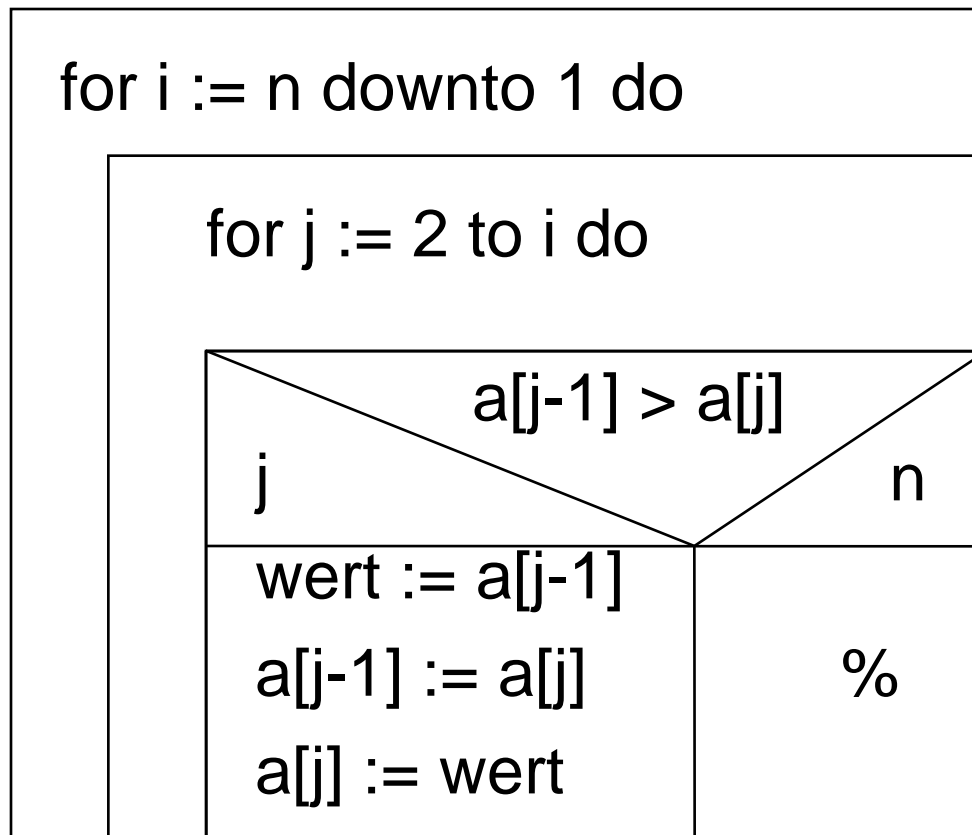 for i := n downto 1 do
for j := 2 to i do
a[j-1] > a[j]
j n
wert := a[j-1]
a[j-1] := a[j] %
a[j] := wert